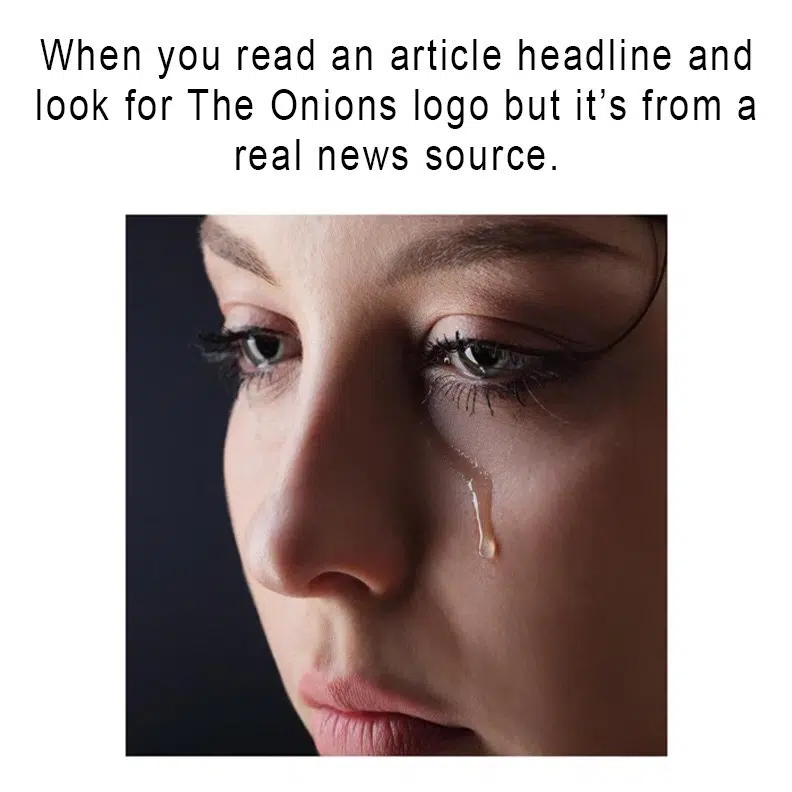 When you read an article headline and
look for The Onions logo but it’s from a
real news source.